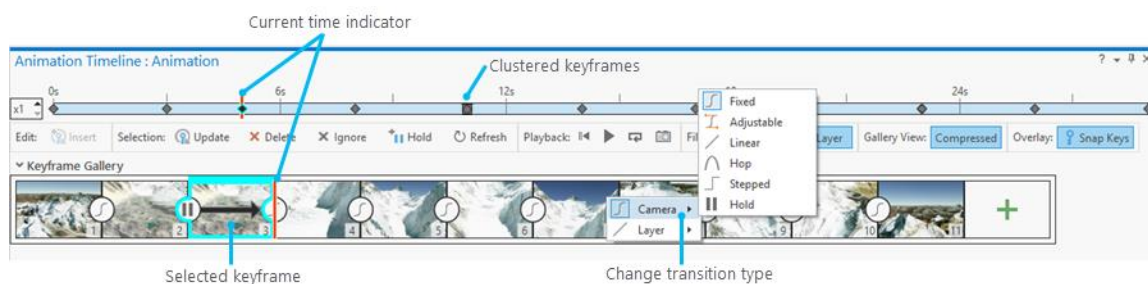 Current time indicator
Animation Timeline : Animation
? 
Clustered keyframes
0s 6s 12s 24s
x1
Fixed
Adjustable
Linear
Hop
Stepped
Hold
Edit: Insert Selection: Update Delete Ignore Hold Refresh Playback: Layer Gallery View: Compressed Overlay: Snap Keys
Keyframe Gallery
Camera
Layer
1 2 3 4 5 6 9 10 11
Selected keyframe
Change transition type